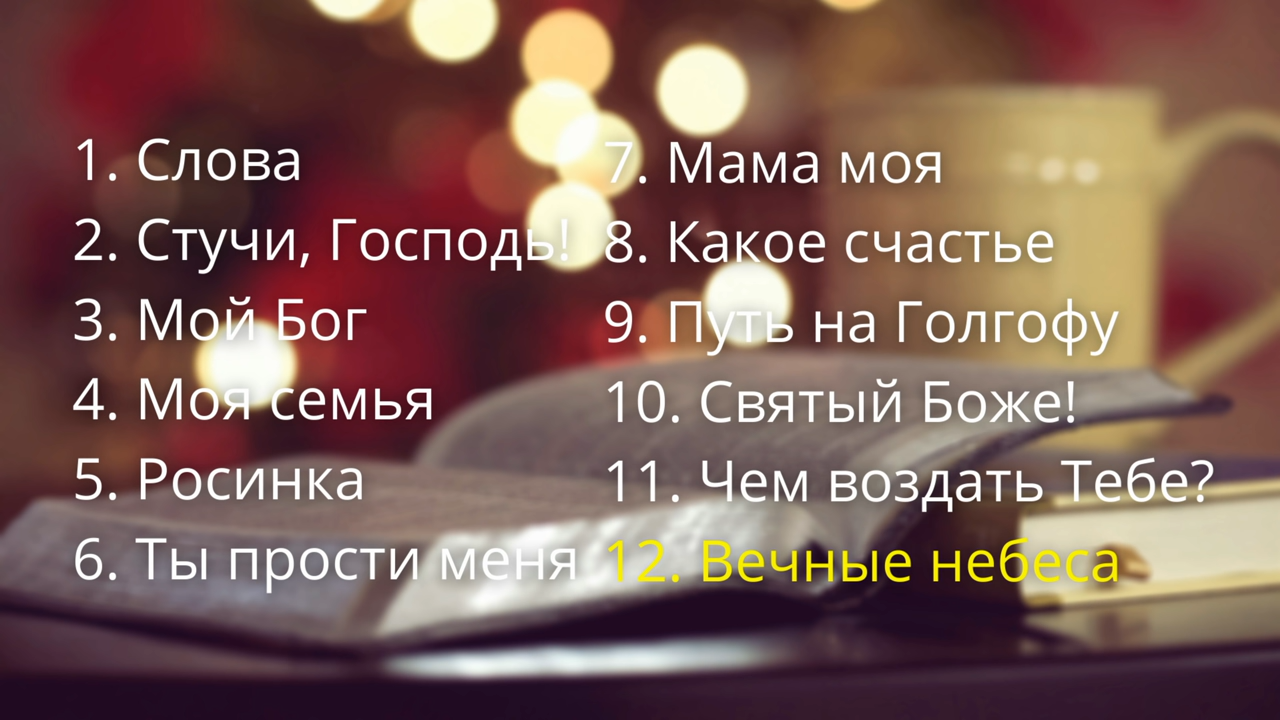 1. Слова
2. Стучи, Господь!
3. Мой Бог
4. Моя семья
5. Росинка
6. Ты прости меня
7. Мама моя
8. Какое счастье
9. Путь на Голгофу
10. Святый Боже!
11. Чем воздать Тебе?
12. Вечные небеса